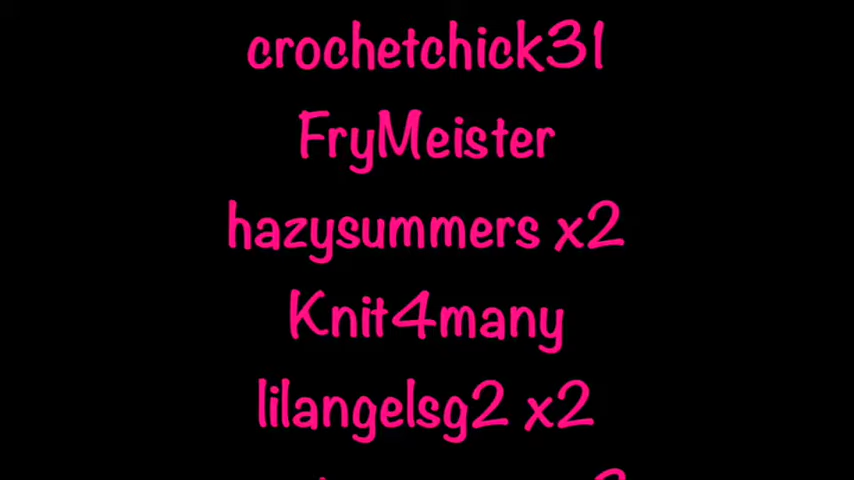 crochetchick31
FryMeister
hazysummers x2
Knit4many
lilangelsg2 x2